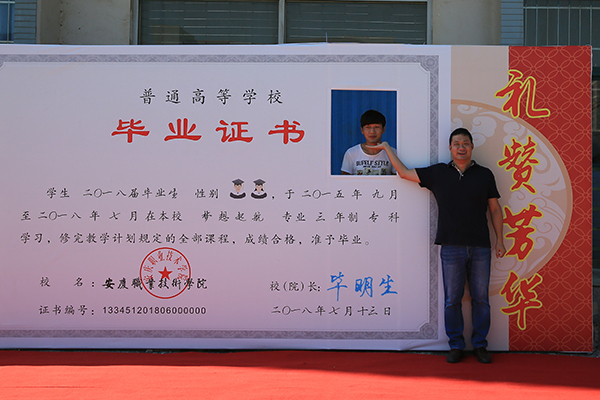 普通高等学校
毕业证书
学生 二〇一八届毕业生 性别 ，于二〇一五年 九月
至二〇一八年 七月在本校 梦想起航 专业三年制 专科
学习，修完教学计划规定的全部课程，成绩合格，准予毕业。
校 名：安庆职业技术学院
校（院）长：毕明生
证书编号：133451201806000000
二〇一八年七月十三日
礼赞芳华